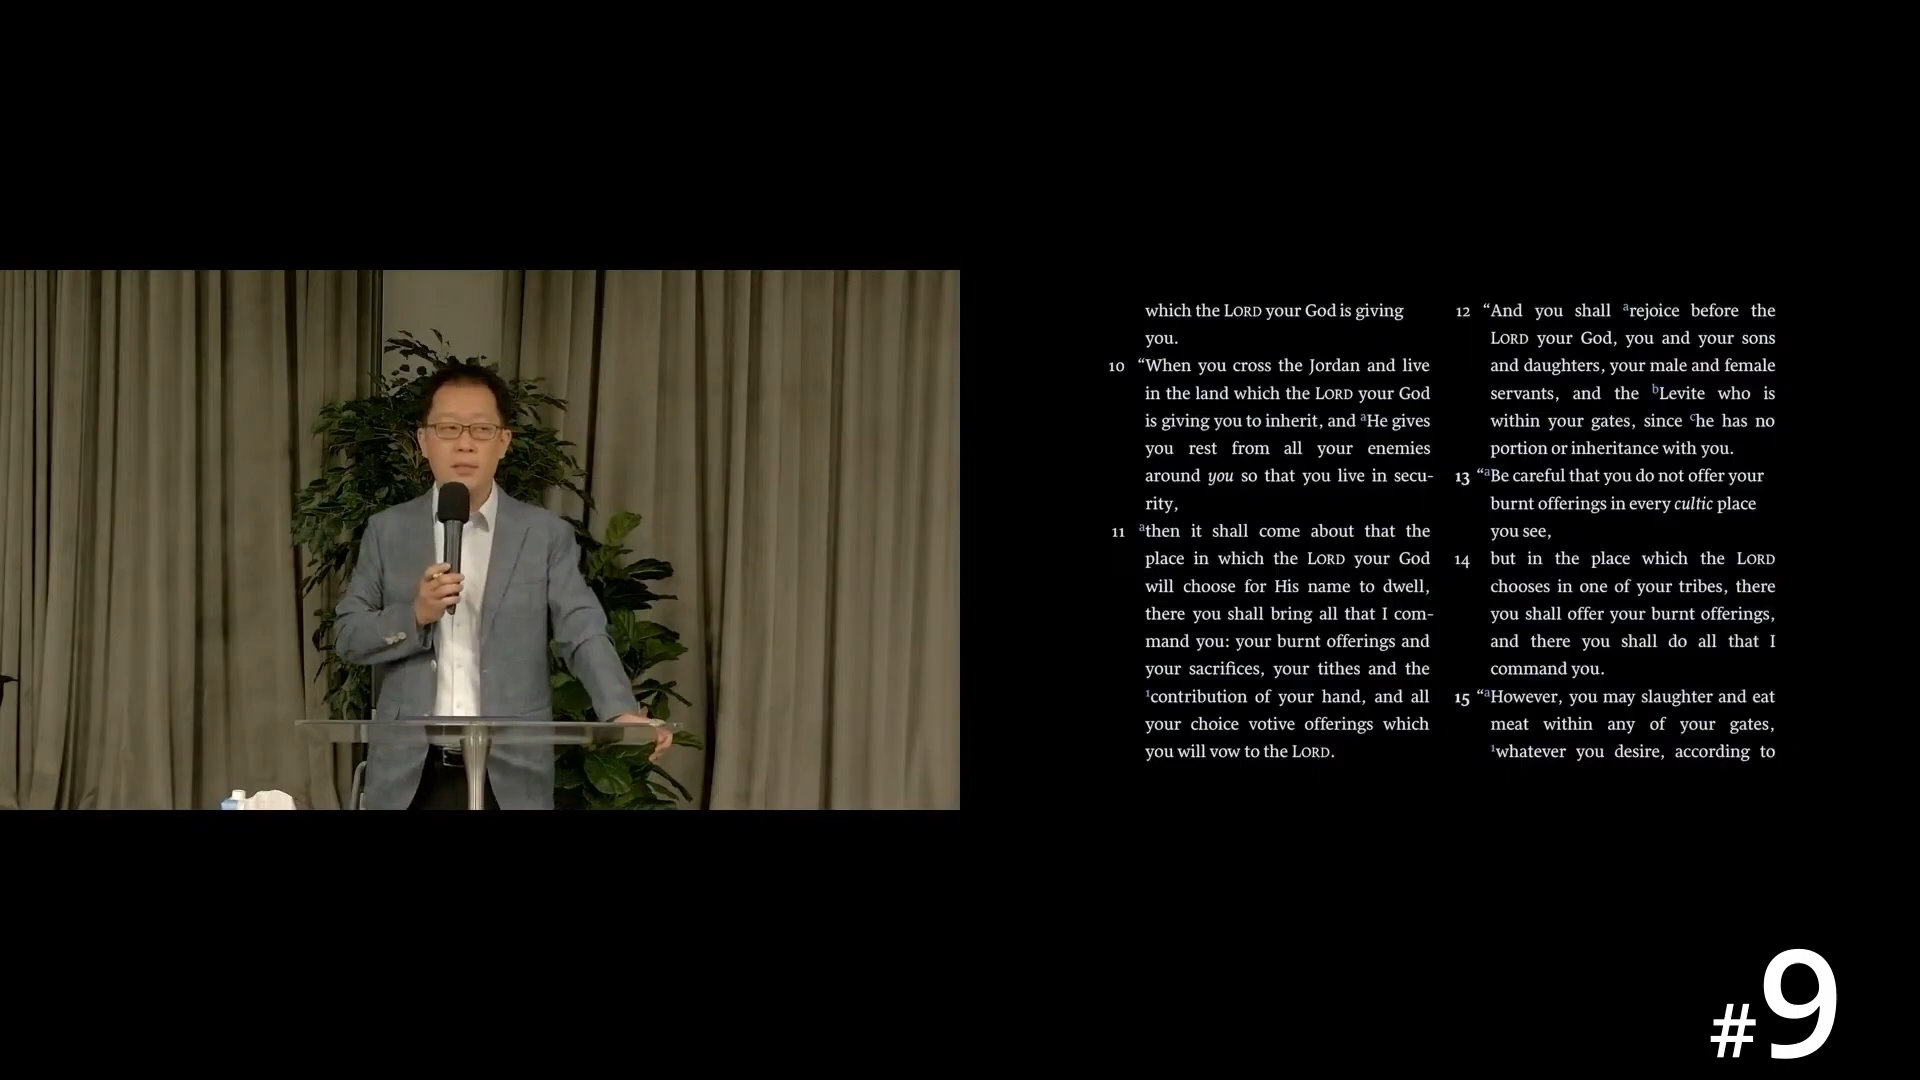 which the LORD your God is giving
you.
10 “When you cross the Jordan and live
in the land which the LORD your God
is giving you to inherit, and aHe gives
you rest from all your enemies
around you so that you live in secu-
rity,
11 athen it shall come about that the
place in which the LORD your God
will choose for His name to dwell,
there you shall bring all that I com-
mand you: your burnt offerings and
your sacrifices, your tithes and the
1contribution of your hand, and all
your choice votive offerings which
you will vow to the LORD.
12 “And you shall arejoice before the
LORD your God, you and your sons
and daughters, your male and female
servants, and the bLevite who is
within your gates, since che has no
portion or inheritance with you.
13 “aBe careful that you do not offer your
burnt offerings in every cultic place
you see,
14 but in the place which the LORD
chooses in one of your tribes, there
you shall offer your burnt offerings,
and there you shall do all that I
command you.
15 “aHowever, you may slaughter and eat
meat within any of your gates,
1whatever you desire, according to
#9